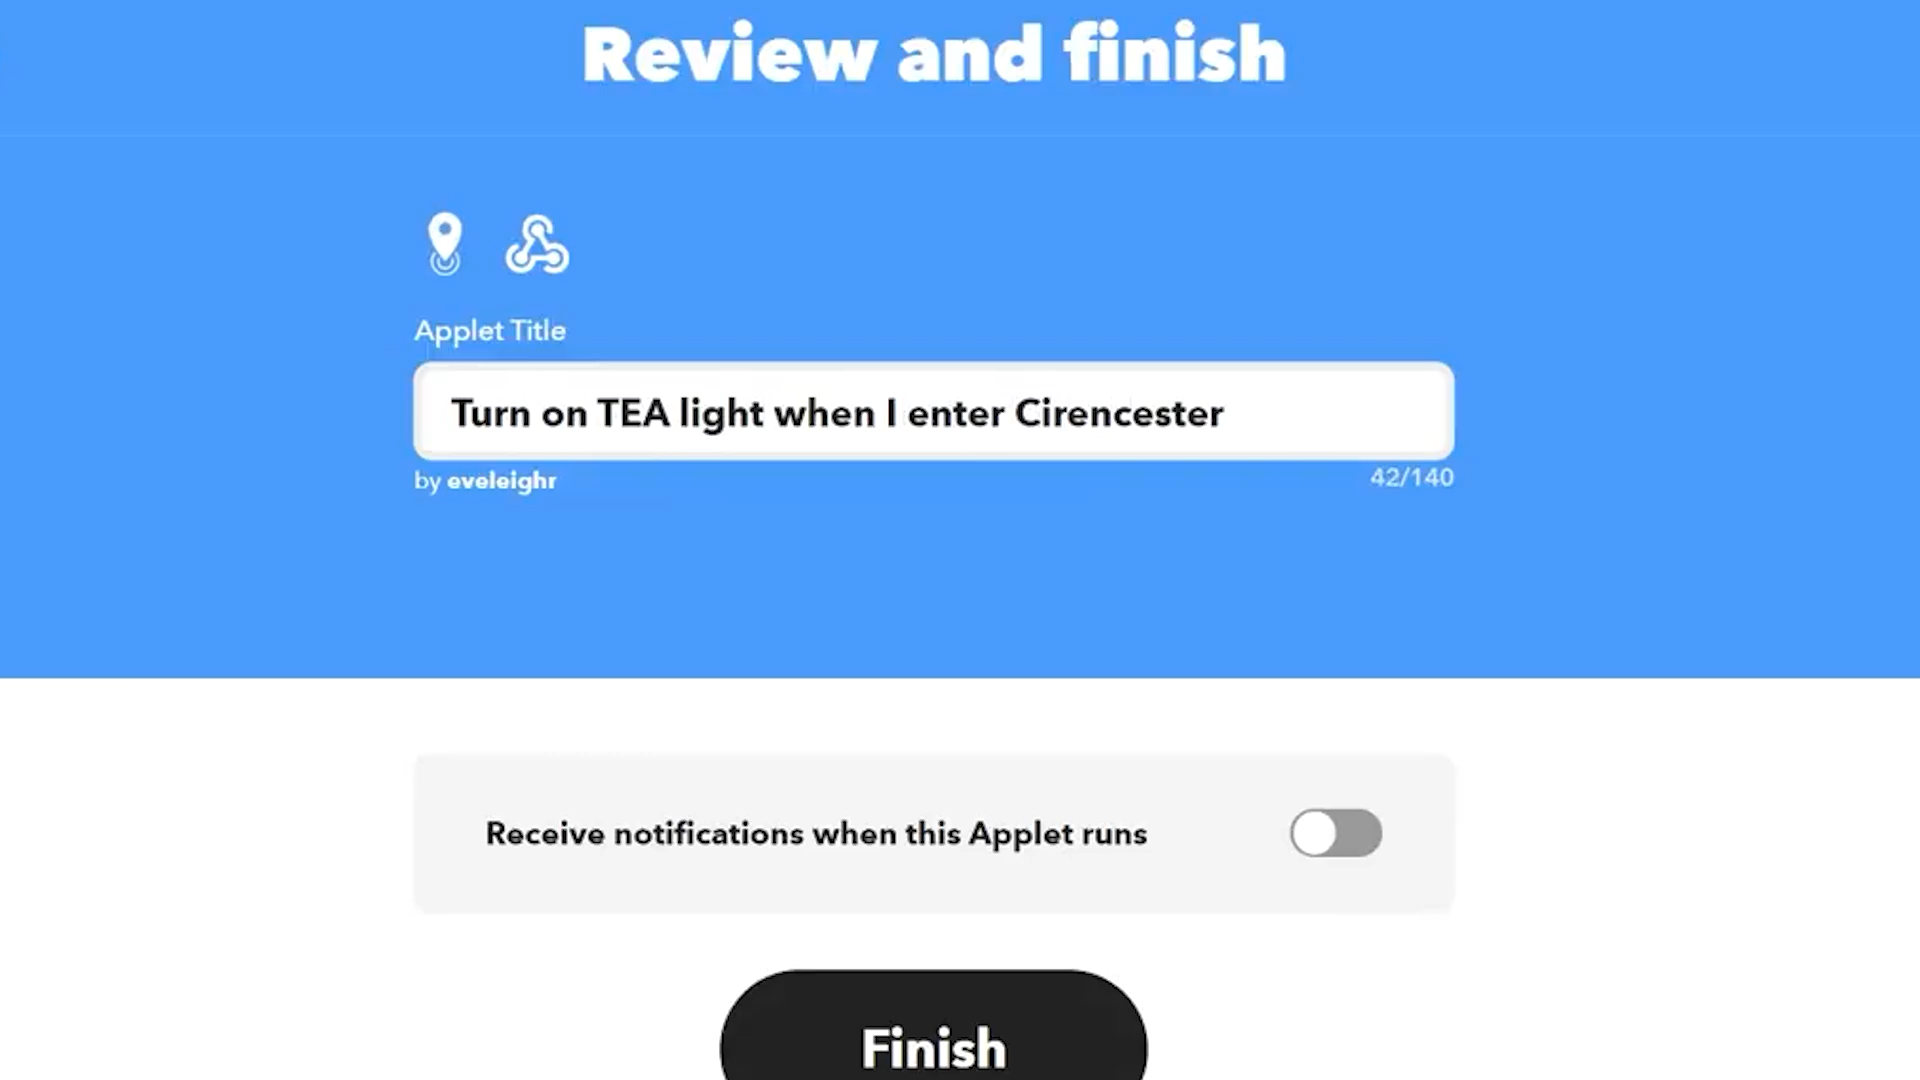 Review and finish
Applet Title
Turn on TEA light when I enter Cirencester
by eveleighr
42/140
Receive notifications when this Applet runs
Finish